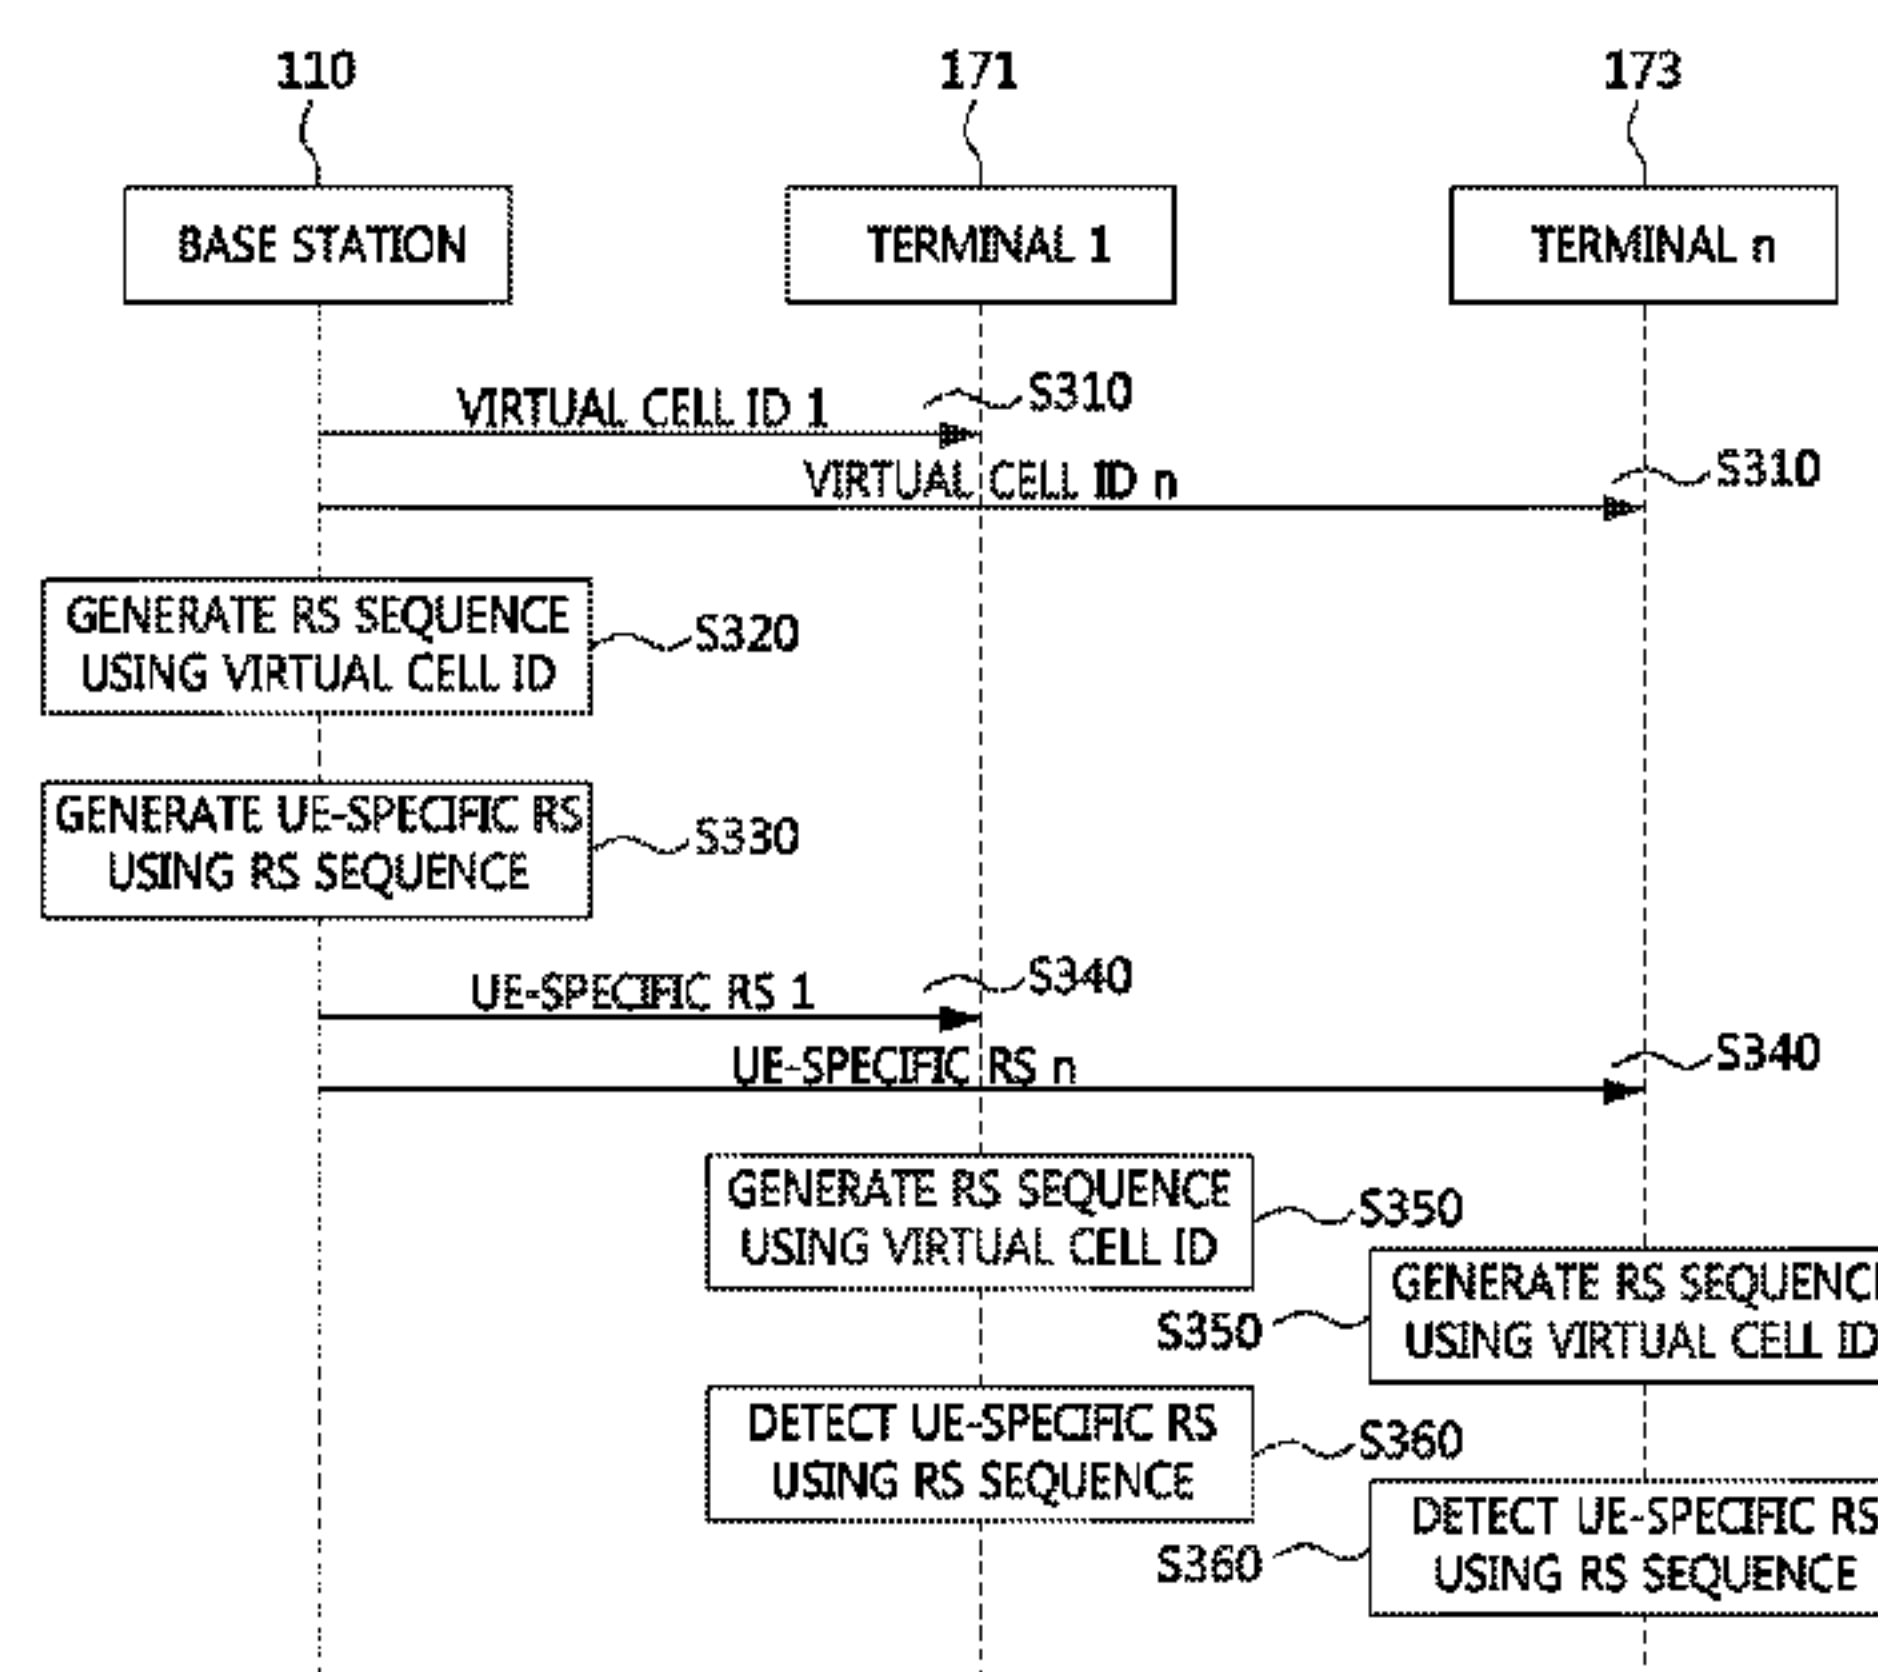 110
171
173
BASE STATION
TERMINAL 1
TERMINAL n
VIRTUAL CELL ID 1
S310
VIRTUAL CELL ID n
S310
GENERATE RS SEQUENCE
USING VIRTUAL CELL ID
S320
GENERATE UE-SPECIFIC RS
USING RS SEQUENCE
S330
UE-SPECIFIC RS 1
S340
UE-SPECIFIC RS n
S340
GENERATE RS SEQUENCE
USING VIRTUAL CELL ID
S350
GENERATE RS SEQUENCE
USING VIRTUAL CELL ID
S350
DETECT UE-SPECIFIC RS
USING RS SEQUENCE
S360
DETECT UE-SPECIFIC RS
USING RS SEQUENCE
S360